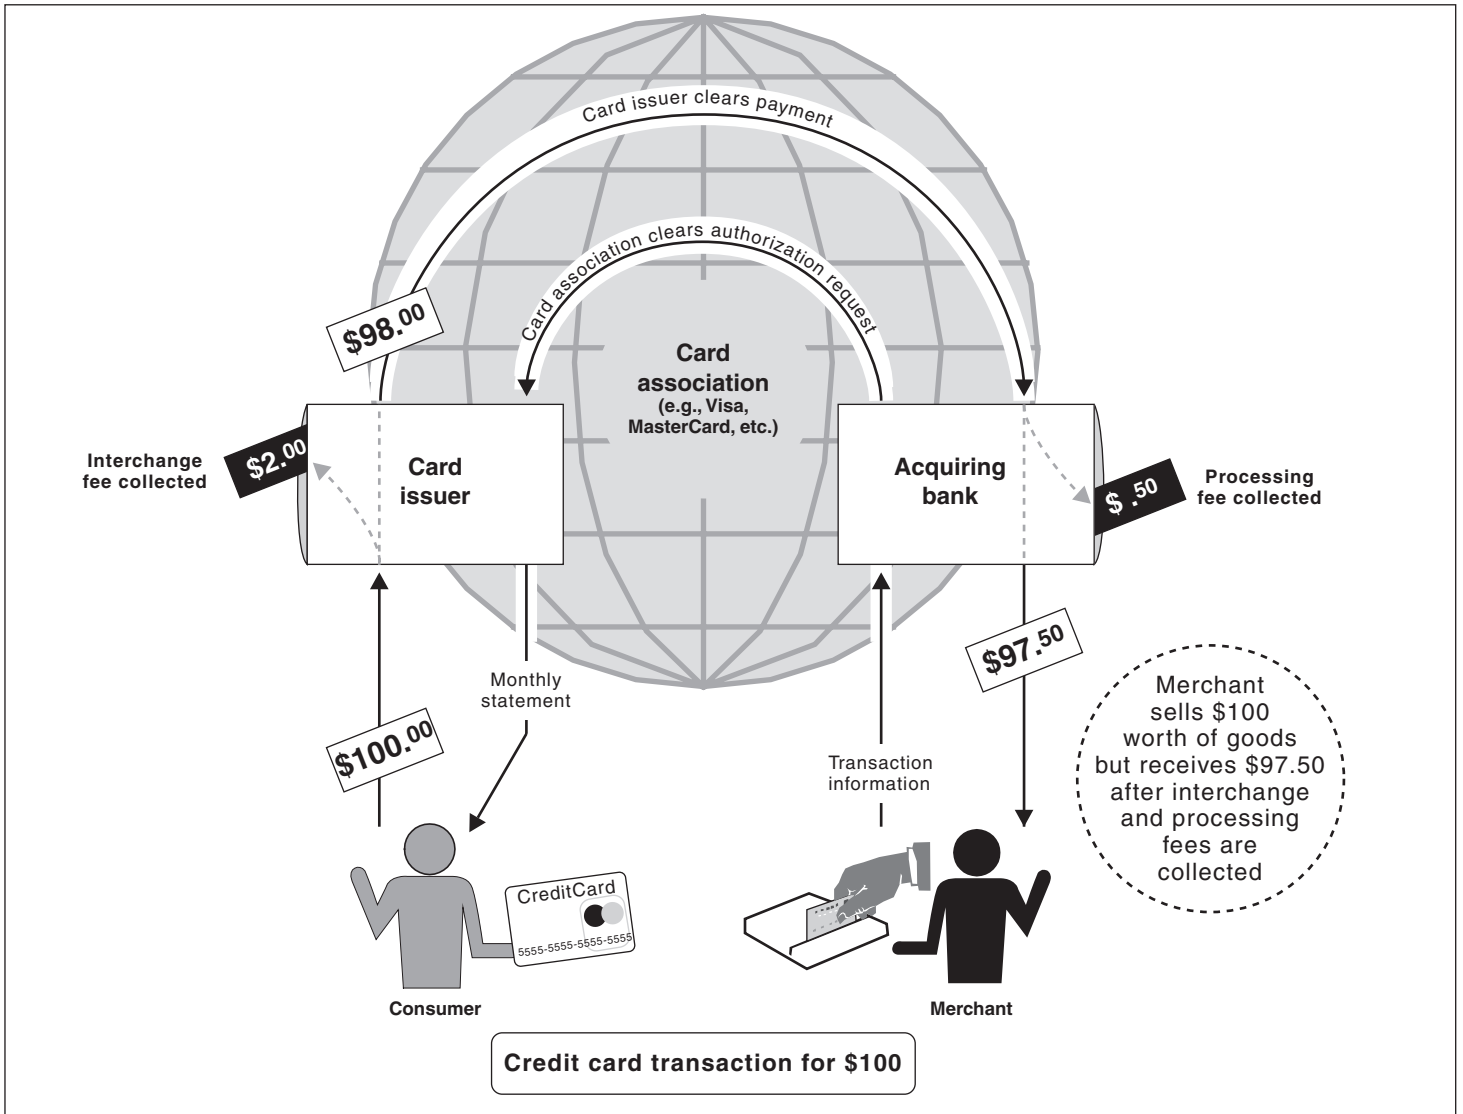 Card issuer clears payment
Card association clears authorization request
$98.00
Card
association
(e.g., Visa,
MasterCard, etc.)
Interchange
fee collected
$2.00
Card
issuer
Acquiring
bank
$ .50
Processing
fee collected
$97.50
Monthly
statement
$100.00
Transaction
information
Merchant
sells $100
worth of goods
but receives $97.50
after interchange
and processing
fees are
collected
CreditCard
5555-5555-5555-5555
Consumer
Merchant
Credit card transaction for $100